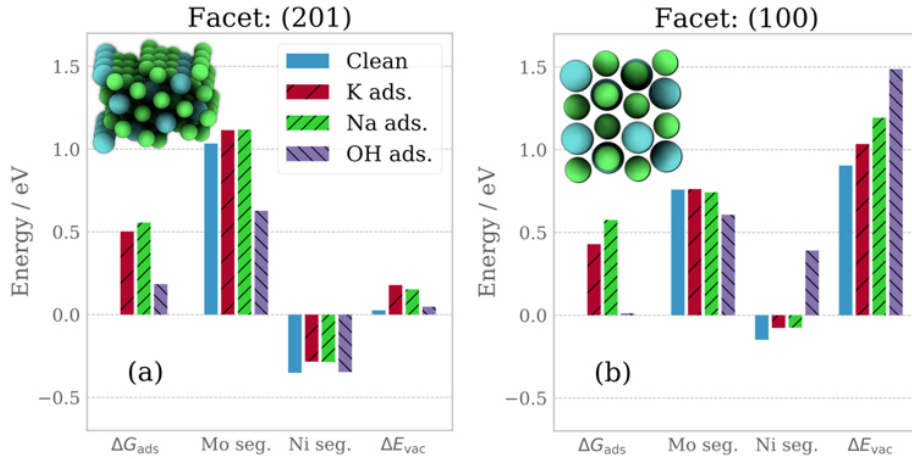 Facet: (201)
Energy / eV
1.5
1.0
0.5
0.0
−0.5
Clean
K ads.
Na ads.
OH ads.
(a)
ΔG_ads
Mo seg.
Ni seg.
ΔE_vac
Facet: (100)
Energy / eV
1.5
1.0
0.5
0.0
−0.5
(b)
ΔG_ads
Mo seg.
Ni seg.
ΔE_vac